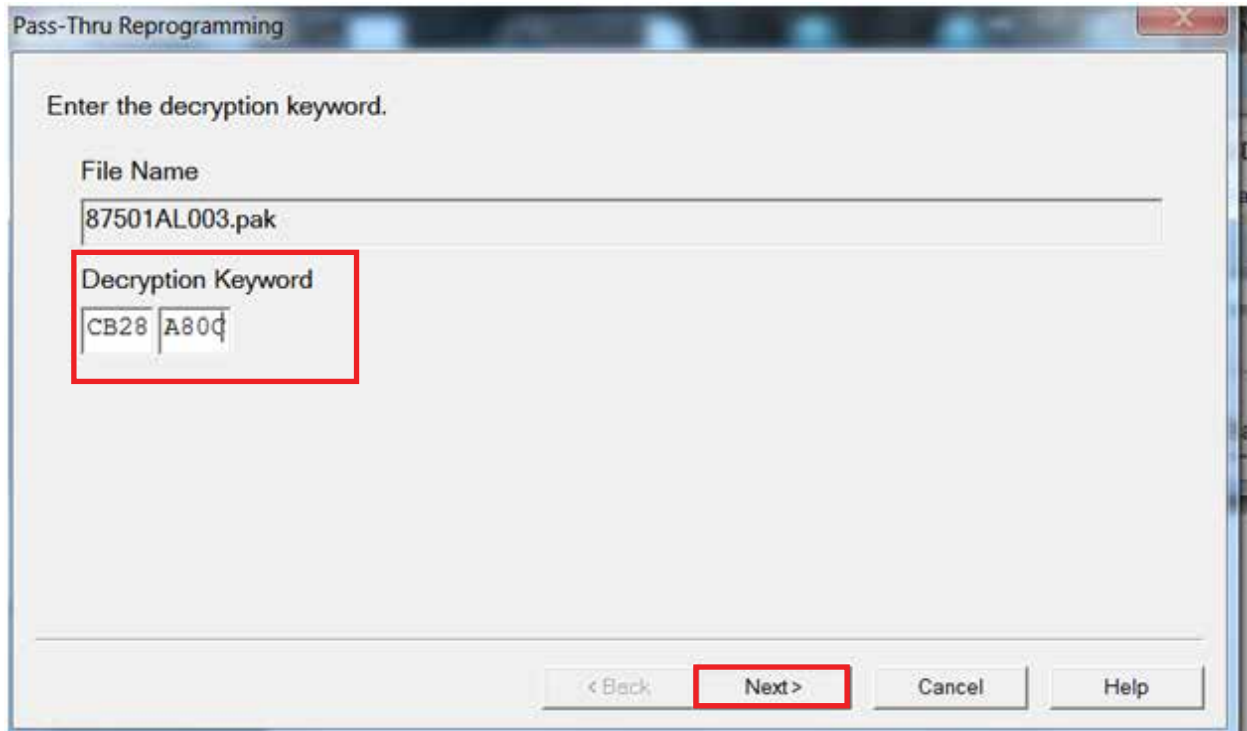 Pass-Thru Reprogramming
Enter the decryption keyword.
File Name
87501AL003.pak
Decryption Keyword
CB28 A80C
< Back Next > Cancel Help